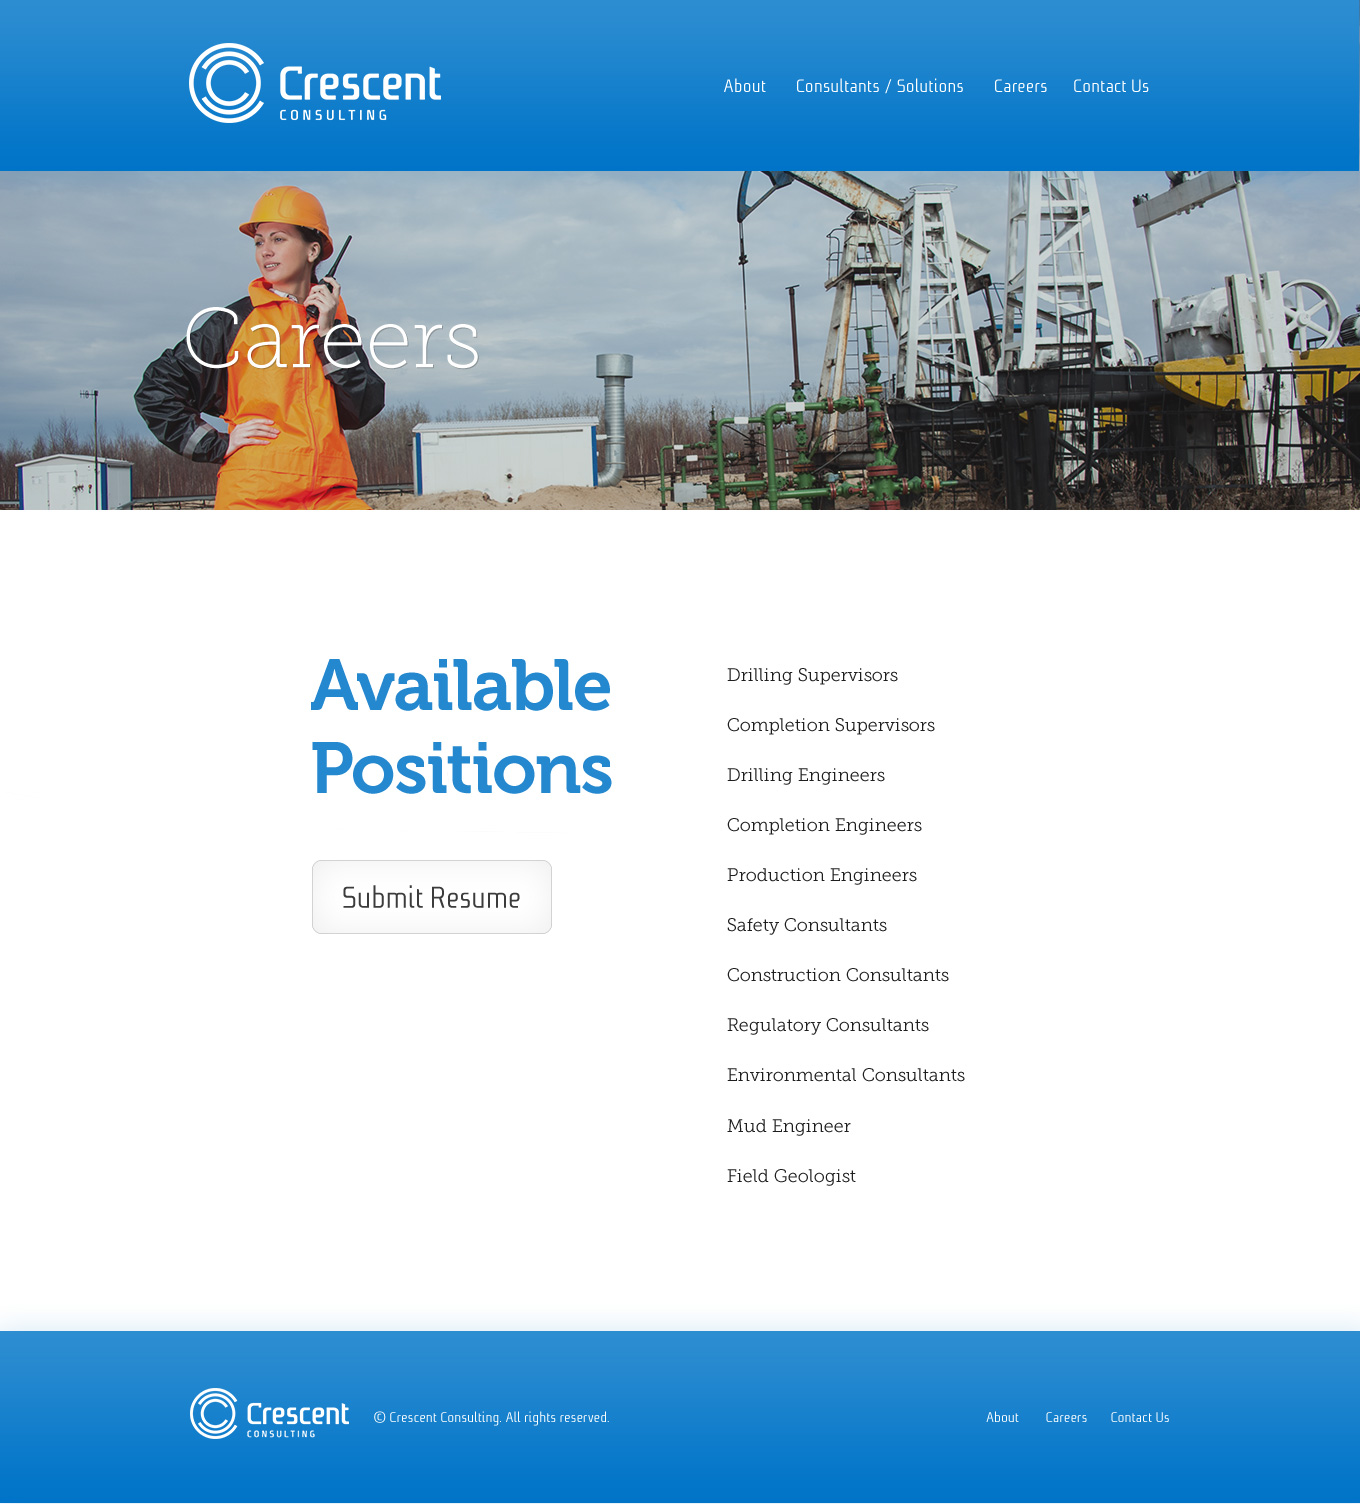 Crescent
CONSULTING
About Consultants / Solutions Careers Contact Us
Careers
Available
Positions
Submit Resume
Drilling Supervisors
Completion Supervisors
Drilling Engineers
Completion Engineers
Production Engineers
Safety Consultants
Construction Consultants
Regulatory Consultants
Environmental Consultants
Mud Engineer
Field Geologist
Crescent
CONSULTING
© Crescent Consulting. All rights reserved.
About Careers Contact Us